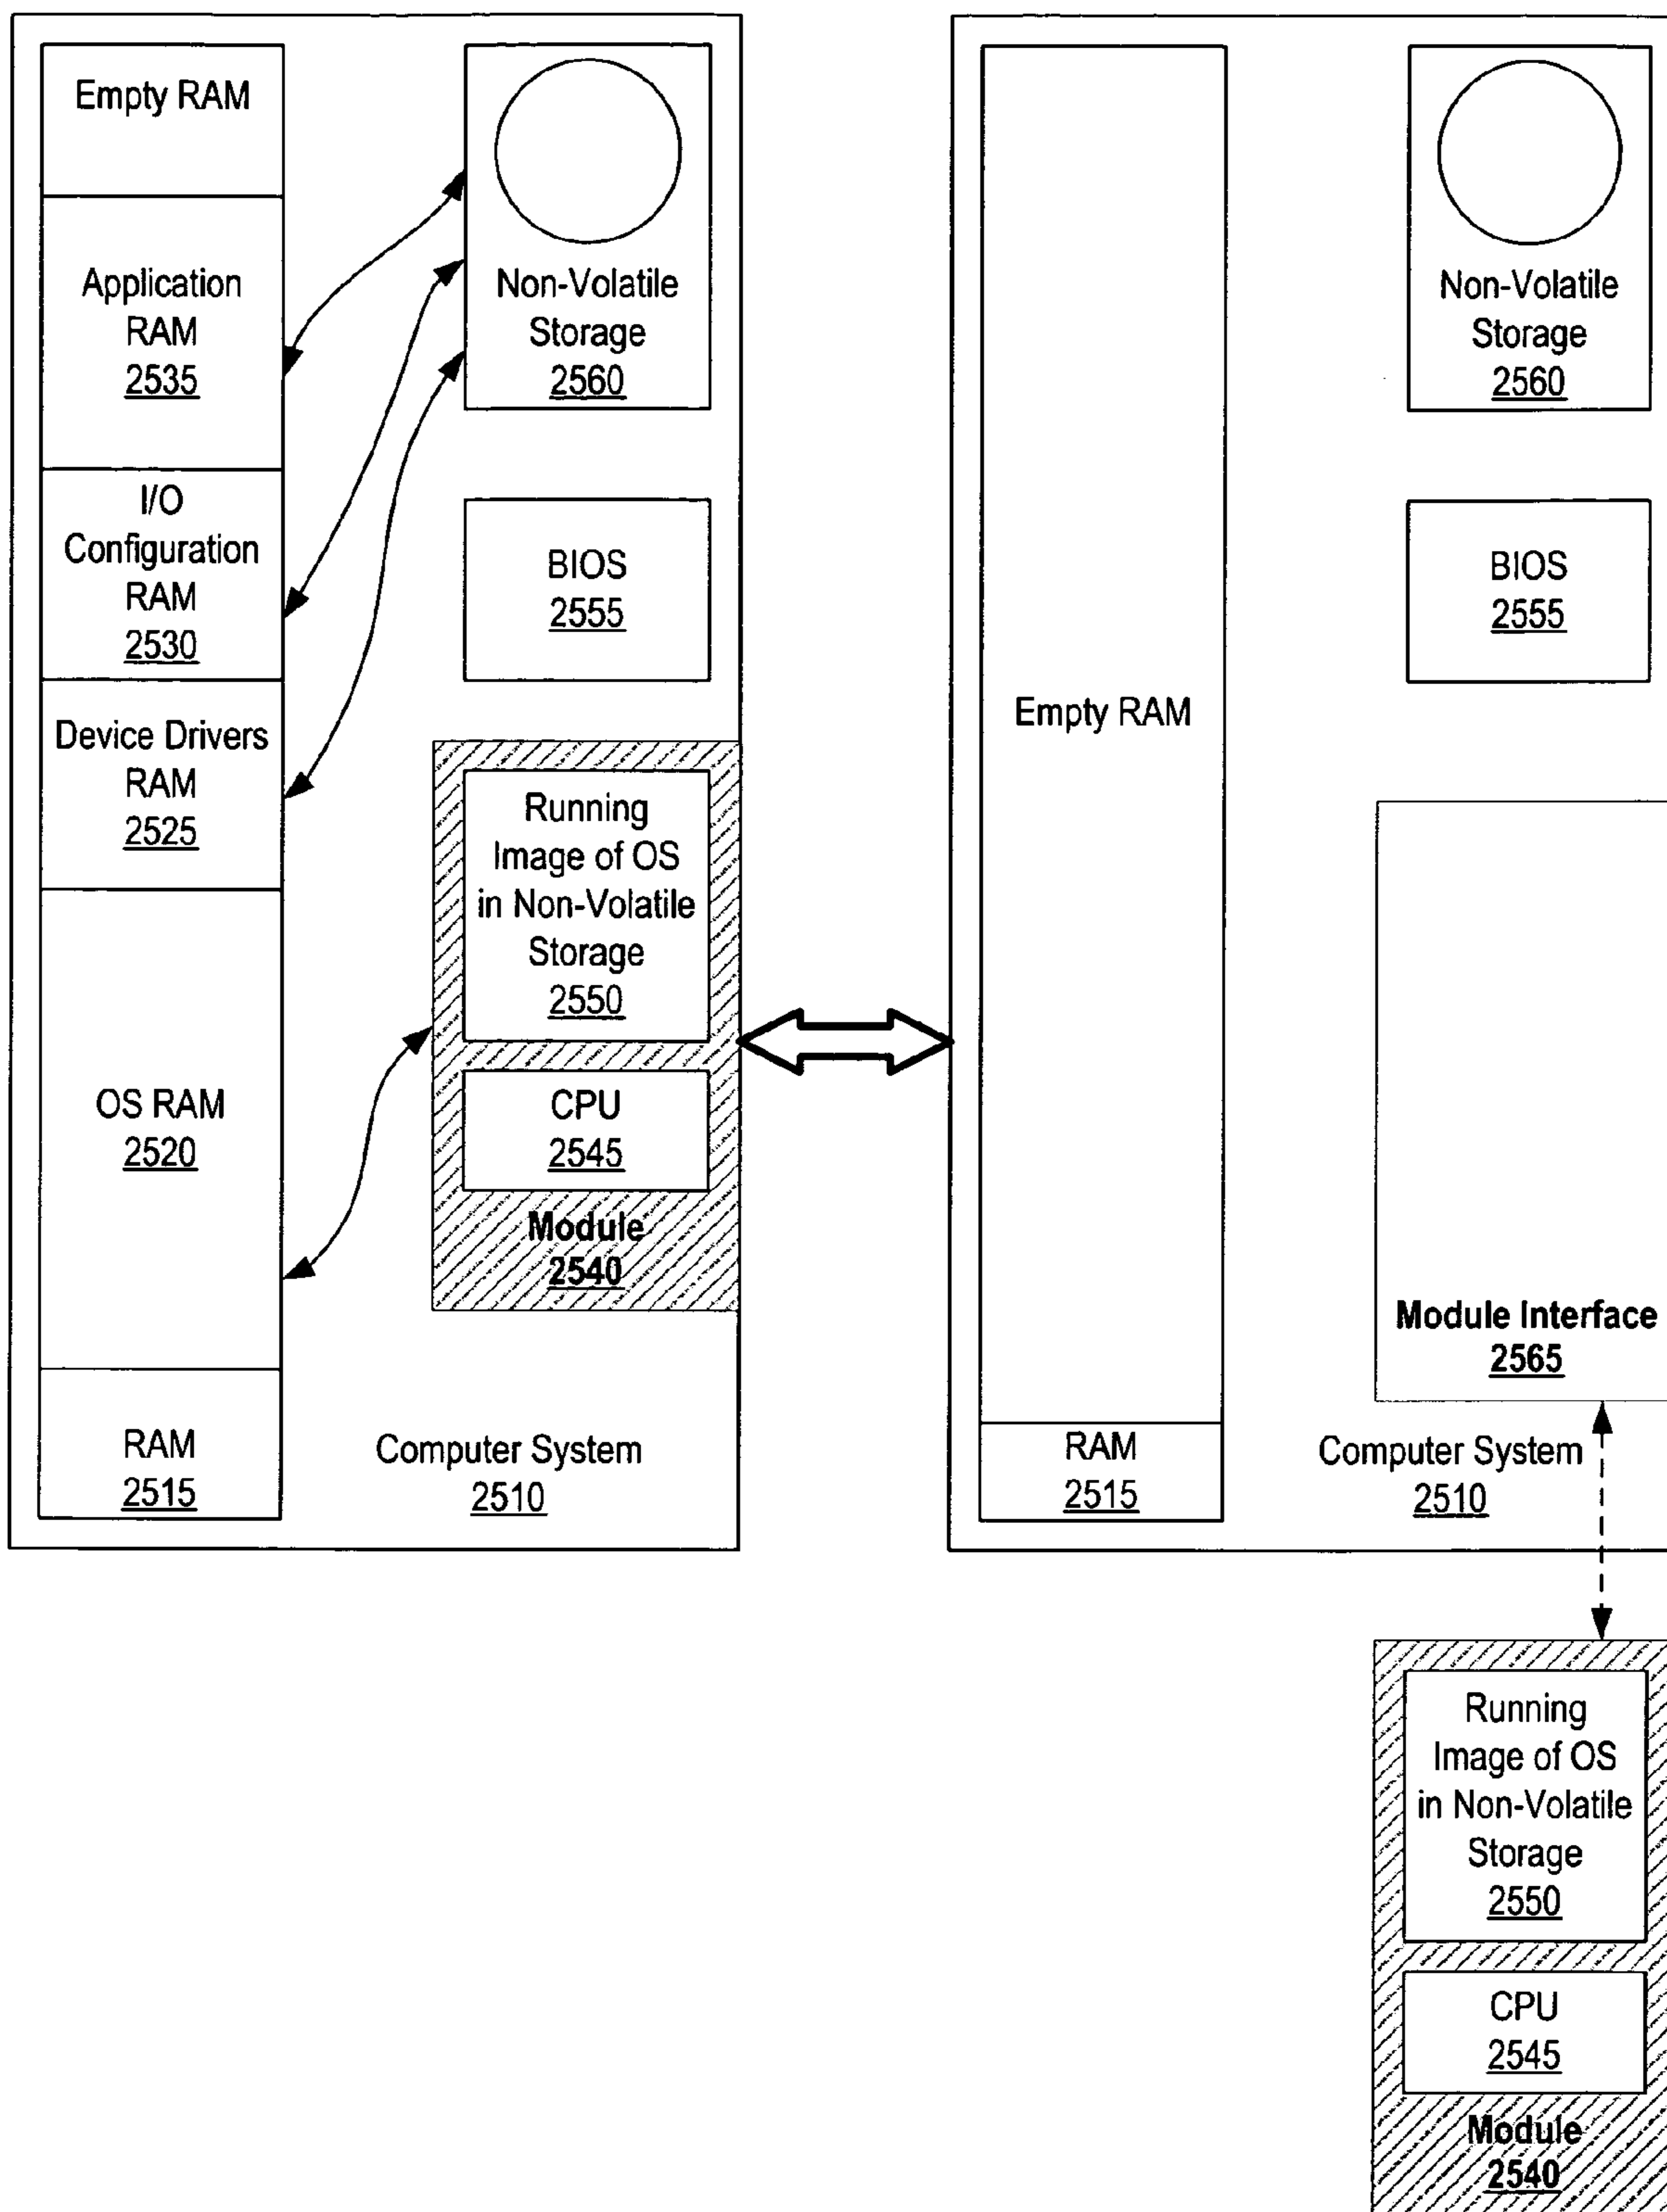 Empty RAM
Application
RAM
2535
I/O
Configuration
RAM
2530
Device Drivers
RAM
2525
OS RAM
2520
RAM
2515
Non-Volatile
Storage
2560
BIOS
2555
Running
Image of OS
in Non-Volatile
Storage
2550
CPU
2545
Module
2540
Computer System
2510
Empty RAM
RAM
2515
Non-Volatile
Storage
2560
BIOS
2555
Module Interface
2565
Computer System
2510
Running
Image of OS
in Non-Volatile
Storage
2550
CPU
2545
Module
2540